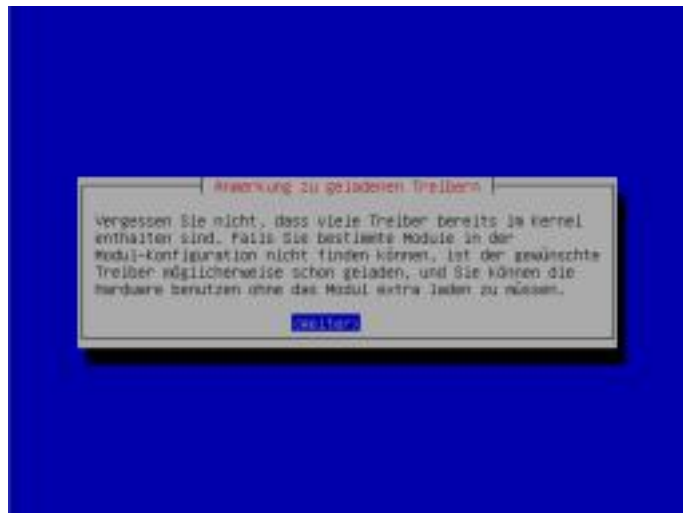 Anmerkung zu geladenen Treibern
Vergessen Sie nicht, dass viele Treiber bereits im Kernel
enthalten sind. Falls Sie bestimmte Module in der
Modul-Konfiguration nicht finden können, ist der gewünschte
Treiber möglicherweise schon geladen, und Sie können die
Hardware benutzen ohne das Modul extra laden zu müssen.
<Weiter>